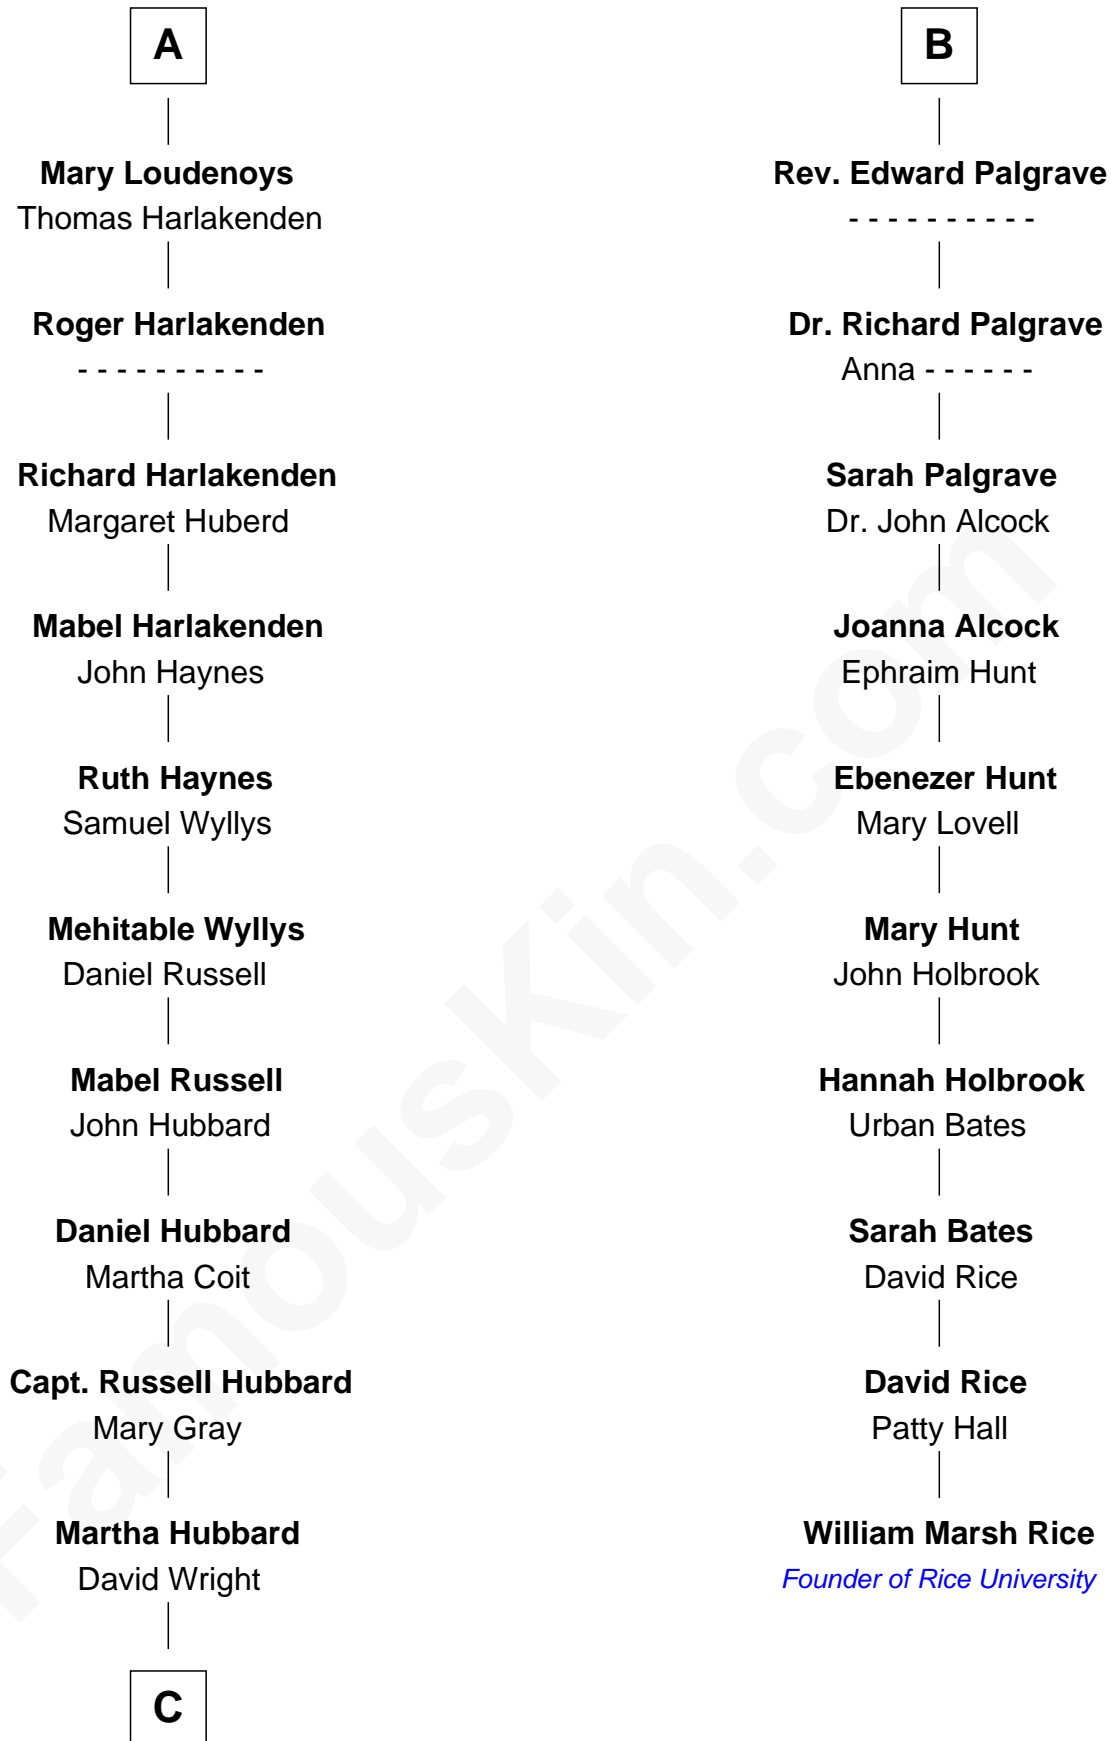 A
Mary Loudenoys
Thomas Harlakenden
Roger Harlakenden
- - - - - - - - - -
Richard Harlakenden
Margaret Huberd
Mabel Harlakenden
John Haynes
Ruth Haynes
Samuel Wyllys
Mehitable Wyllys
Daniel Russell
Mabel Russell
John Hubbard
Daniel Hubbard
Martha Coit
Capt. Russell Hubbard
Mary Gray
Martha Hubbard
David Wright
C
B
Rev. Edward Palgrave
- - - - - - - - - -
Dr. Richard Palgrave
Anna - - - - - -
Sarah Palgrave
Dr. John Alcock
Joanna Alcock
Ephraim Hunt
Ebenezer Hunt
Mary Lovell
Mary Hunt
John Holbrook
Hannah Holbrook
Urban Bates
Sarah Bates
David Rice
David Rice
Patty Hall
William Marsh Rice
Founder of Rice University
FamousKin.com